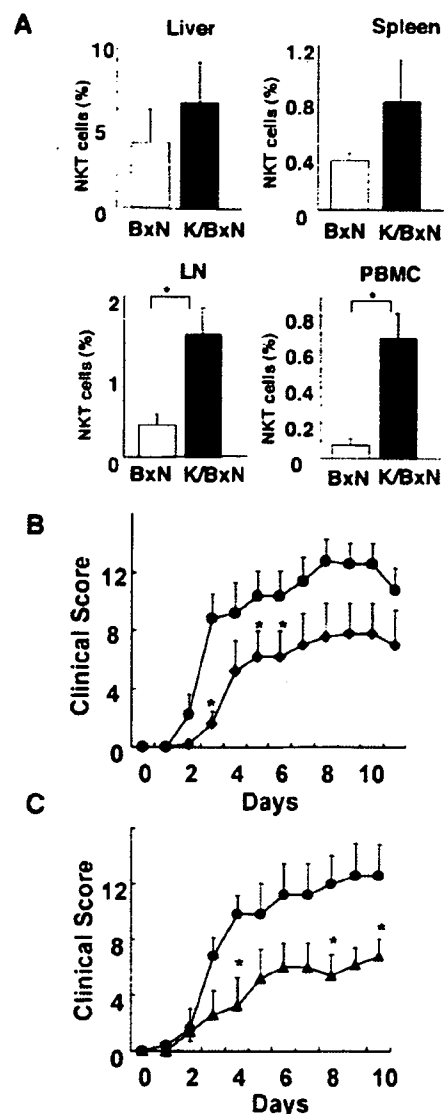 A
Liver
Spleen
10
5
0
NKT cells (%)
BxN K/BxN
1.2
0.8
0.4
0
NKT cells (%)
BxN K/BxN
LN
PBMC
2
1
0
NKT cells (%)
*
BxN K/BxN
0.8
0.6
0.4
0.2
0
NKT cells (%)
*
BxN K/BxN
B
12
8
4
0
Clinical Score
* * *
0 2 4 6 8 10
Days
C
12
8
4
0
Clinical Score
* * *
0 2 4 6 8 10
Days